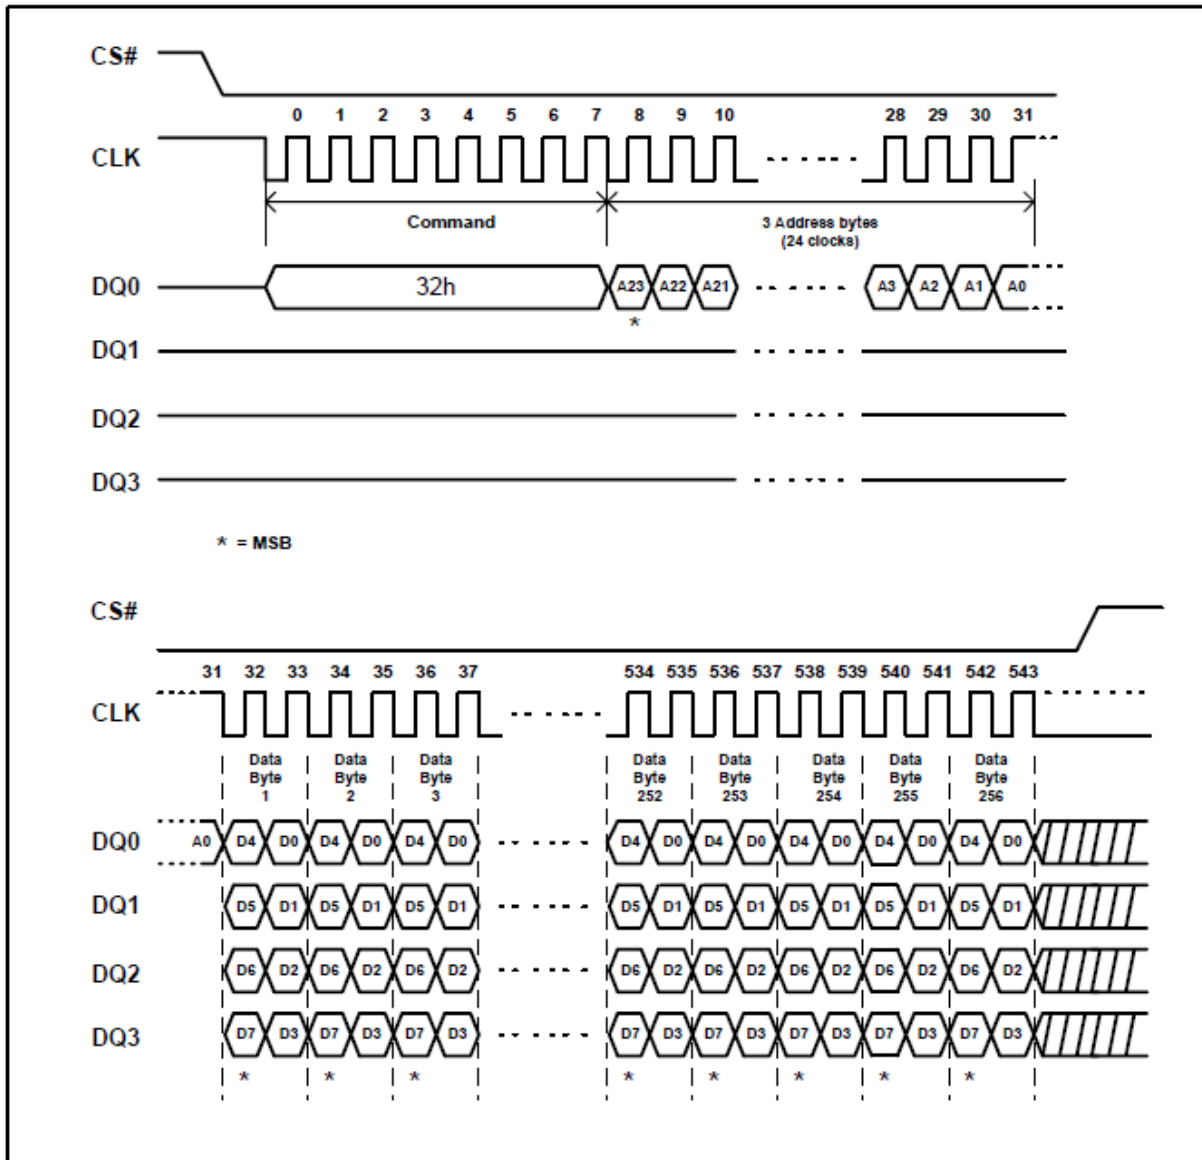 CS#
0 1 2 3 4 5 6 7 8 9 10 28 29 30 31
CLK
Command
3 Address bytes
(24 clocks)
DQ0 32h A23 A22 A21 A3 A2 A1 A0
*
DQ1
DQ2
DQ3
* = MSB
CS#
31 32 33 34 35 36 37 534 535 536 537 538 539 540 541 542 543
CLK
Data Data Data Data Data Data Data Data
Byte Byte Byte Byte Byte Byte Byte Byte
1 2 3 252 253 254 255 256
DQ0 A0 D4 D0 D4 D0 D4 D0 D4 D0 D4 D0 D4 D0 D4 D0 D4 D0
DQ1 D5 D1 D5 D1 D5 D1 D5 D1 D5 D1 D5 D1 D5 D1 D5 D1
DQ2 D6 D2 D6 D2 D6 D2 D6 D2 D6 D2 D6 D2 D6 D2 D6 D2
DQ3 D7 D3 D7 D3 D7 D3 D7 D3 D7 D3 D7 D3 D7 D3 D7 D3
* * * * * * * *